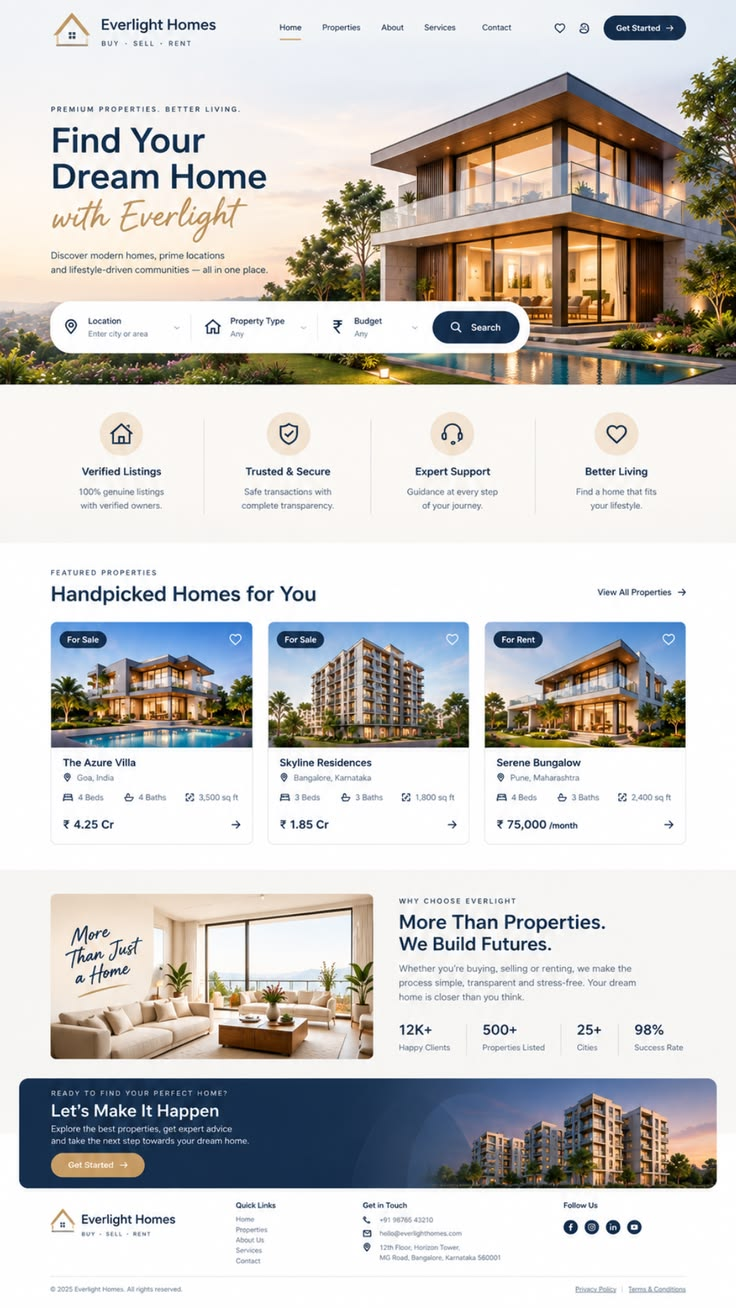 Everlight Homes
BUY · SELL · RENT
Home
Properties
About
Services
Contact
Get Started →
PREMIUM PROPERTIES. BETTER LIVING.
Find Your
Dream Home
with Everlight
Discover modern homes, prime locations
and lifestyle-driven communities — all in one place.
Location
Enter city or area
Property Type
Any
₹
Budget
Any
Search
Verified Listings
100% genuine listings
with verified owners.
Trusted & Secure
Safe transactions with
complete transparency.
Expert Support
Guidance at every step
of your journey.
Better Living
Find a home that fits
your lifestyle.
FEATURED PROPERTIES
Handpicked Homes for You
View All Properties →
For Sale
The Azure Villa
Goa, India
4 Beds
4 Baths
3,500 sq ft
₹ 4.25 Cr →
For Sale
Skyline Residences
Bangalore, Karnataka
3 Beds
3 Baths
1,800 sq ft
₹ 1.85 Cr →
For Rent
Serene Bungalow
Pune, Maharashtra
4 Beds
3 Baths
2,400 sq ft
₹ 75,000 /month →
More
Than Just
a Home
WHY CHOOSE EVERLIGHT
More Than Properties.
We Build Futures.
Whether you're buying, selling or renting, we make the
process simple, transparent and stress-free. Your dream
home is closer than you think.
12K+
Happy Clients
500+
Properties Listed
25+
Cities
98%
Success Rate
READY TO FIND YOUR PERFECT HOME?
Let's Make It Happen
Explore the best properties, get expert advice
and take the next step towards your dream home.
Get Started →
Everlight Homes
BUY · SELL · RENT
Quick Links
Home
Properties
About Us
Services
Contact
Get in Touch
+91 98765 43210
hello@everlighthomes.com
12th Floor, Horizon Tower,
MG Road, Bangalore, Karnataka 560001
Follow Us
© 2025 Everlight Homes. All rights reserved.
Privacy Policy | Terms & Conditions